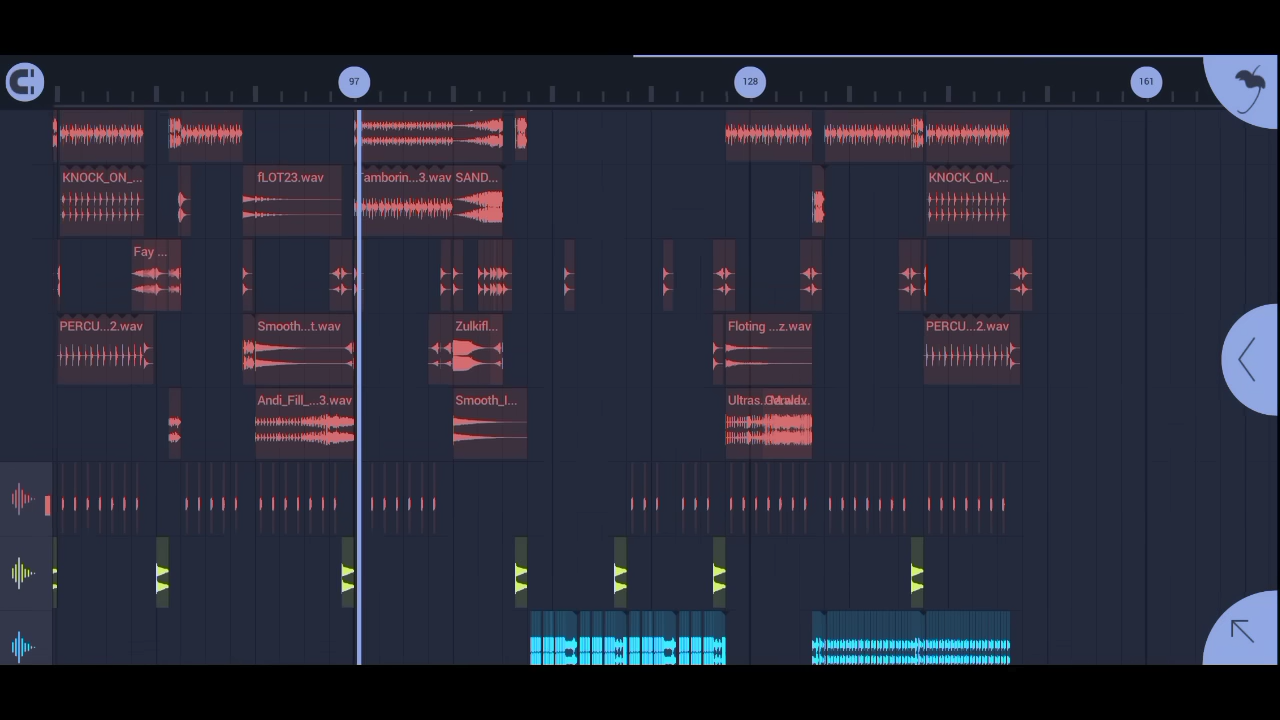 97 128 161
KNOCK_ON_... fLOT23.wav Tamborin...3.wav SAND... KNOCK_ON_...
Fay ...
PERCU...2.wav Smooth...t.wav Zulkifl... Floting ...z.wav PERCU...2.wav
Andi_Fill_...3.wav Smooth_I... Ultras...